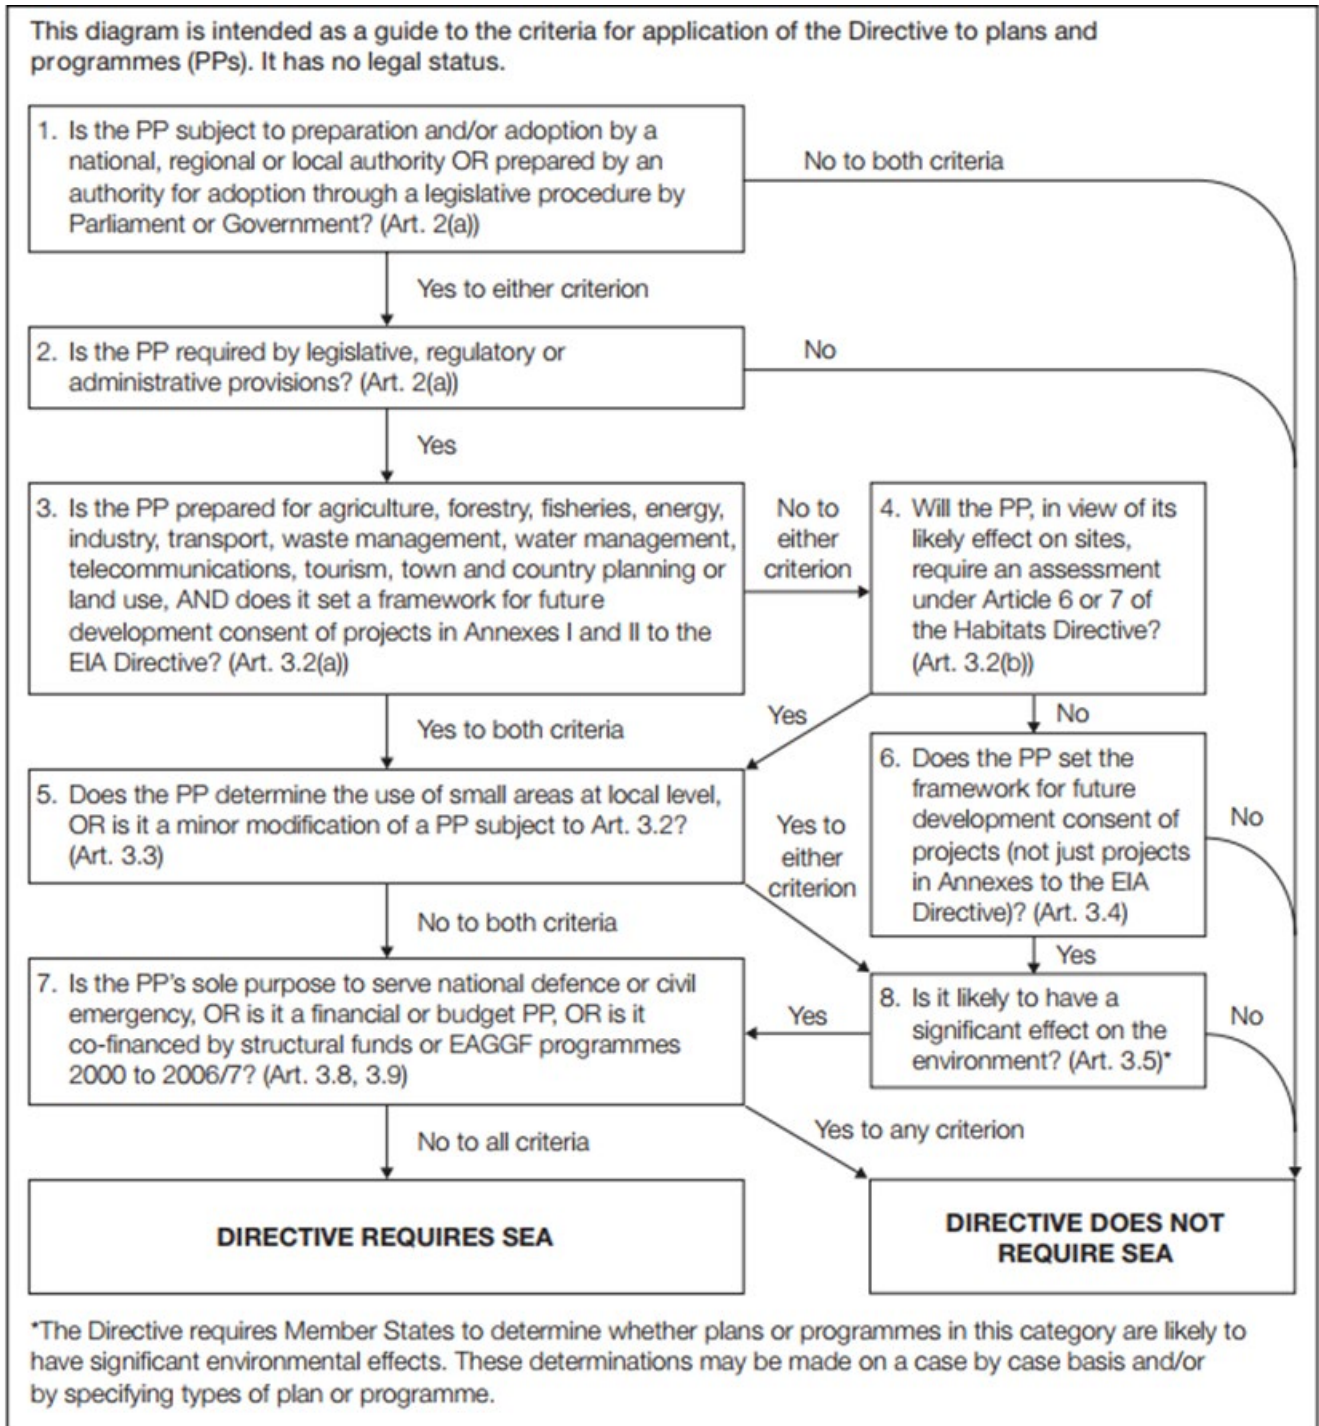 This diagram is intended as a guide to the criteria for application of the Directive to plans and
programmes (PPs). It has no legal status.
1. Is the PP subject to preparation and/or adoption by a
national, regional or local authority OR prepared by an
authority for adoption through a legislative procedure by
Parliament or Government? (Art. 2(a))
No to both criteria
Yes to either criterion
2. Is the PP required by legislative, regulatory or
administrative provisions? (Art. 2(a))
No
Yes
3. Is the PP prepared for agriculture, forestry, fisheries, energy,
industry, transport, waste management, water management,
telecommunications, tourism, town and country planning or
land use, AND does it set a framework for future
development consent of projects in Annexes I and II to the
EIA Directive? (Art. 3.2(a))
No to
either
criterion
4. Will the PP, in view of its
likely effect on sites,
require an assessment
under Article 6 or 7 of
the Habitats Directive?
(Art. 3.2(b))
Yes to both criteria
Yes
No
5. Does the PP determine the use of small areas at local level,
OR is it a minor modification of a PP subject to Art. 3.2?
(Art. 3.3)
Yes to
either
criterion
6. Does the PP set the
framework for future
development consent of
projects (not just projects
in Annexes to the EIA
Directive)? (Art. 3.4)
No
No to both criteria
Yes
7. Is the PP's sole purpose to serve national defence or civil
emergency, OR is it a financial or budget PP, OR is it
co-financed by structural funds or EAGGF programmes
2000 to 2006/7? (Art. 3.8, 3.9)
Yes
8. Is it likely to have a
significant effect on the
environment? (Art. 3.5)*
No
No to all criteria
Yes to any criterion
DIRECTIVE REQUIRES SEA
DIRECTIVE DOES NOT
REQUIRE SEA
*The Directive requires Member States to determine whether plans or programmes in this category are likely to
have significant environmental effects. These determinations may be made on a case by case basis and/or
by specifying types of plan or programme.